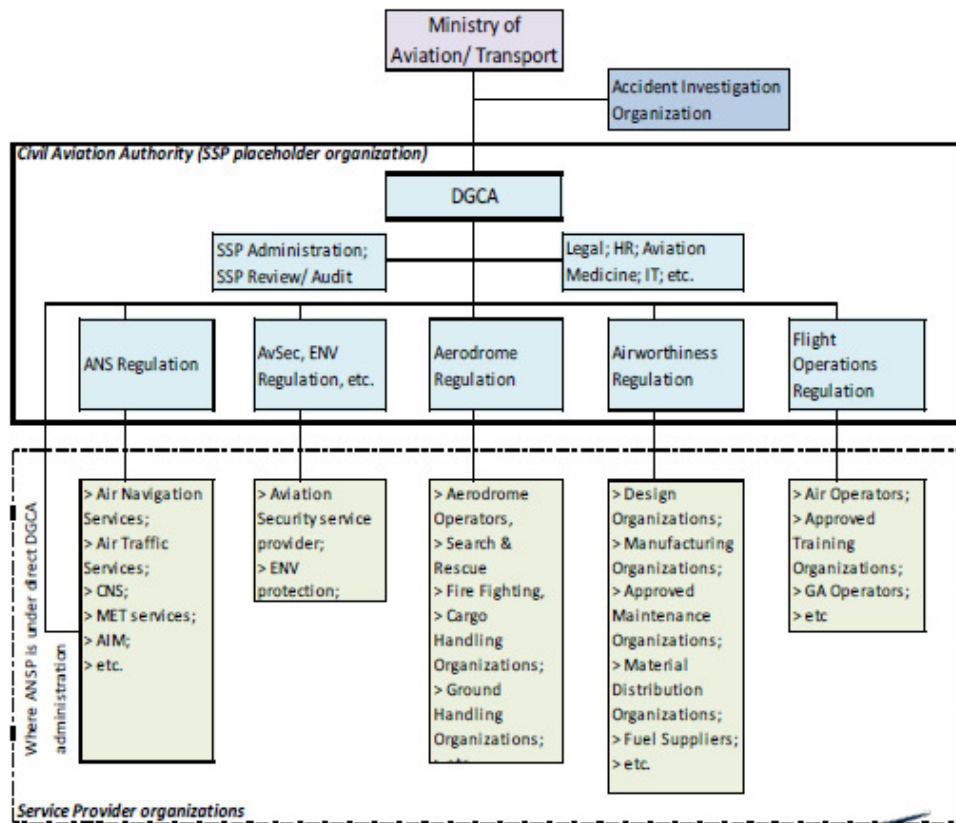 Ministry of
Aviation/ Transport
Accident Investigation
Organization
Civil Aviation Authority (SSP placeholder organization)
DGCA
SSP Administration;
SSP Review/ Audit
Legal; HR; Aviation
Medicine; IT; etc.
ANS Regulation
AvSec, ENV
Regulation, etc.
Aerodrome
Regulation
Airworthiness
Regulation
Flight
Operations
Regulation
Where ANSP is under direct DGCA
administration
> Air Navigation
Services;
> Air Traffic
Services;
> CNS;
> MET services;
> AIM;
> etc.
> Aviation
Security service
provider;
> ENV
protection;
> Aerodrome
Operators,
> Search &
Rescue
> Fire Fighting,
> Cargo
Handling
Organizations;
> Ground
Handling
Organizations;
> Design
Organizations;
> Manufacturing
Organizations;
> Approved
Maintenance
Organizations;
> Material
Distribution
Organizations;
> Fuel Suppliers;
> etc.
> Air Operators;
> Approved
Training
Organizations;
> GA Operators;
> etc
Service Provider organizations